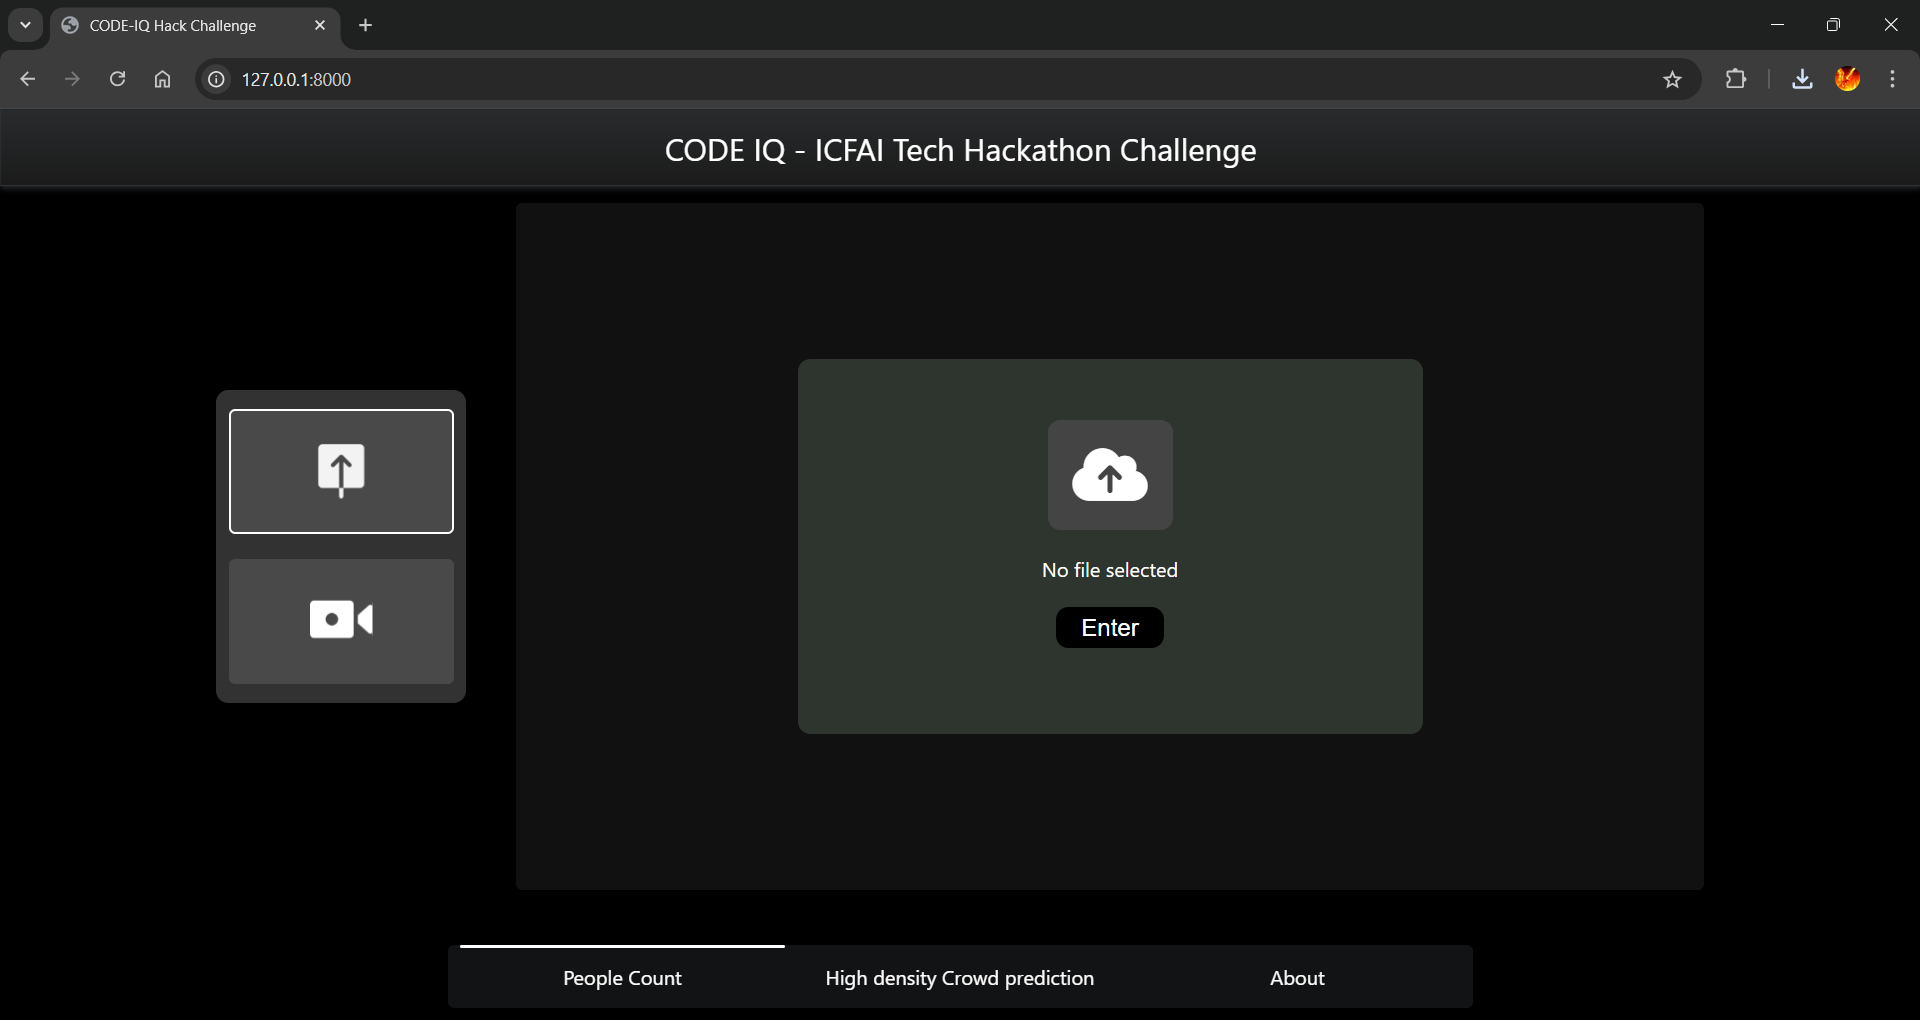 CODE-IQ Hack Challenge
127.0.0.1:8000
CODE IQ - ICFAI Tech Hackathon Challenge
No file selected
Enter
People Count
High density Crowd prediction
About